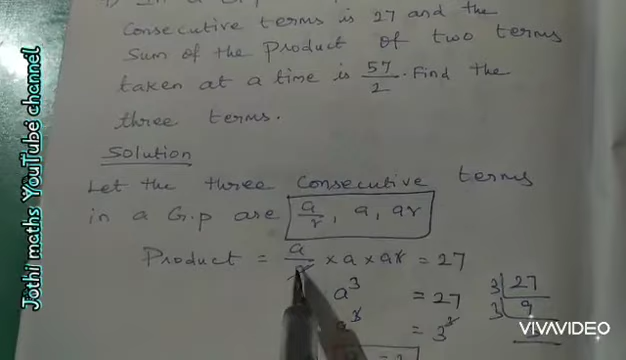 In a G.P
Consecutive terms is 27 and the
Sum of the Product of two terms
taken at a time is 57/2. Find the
three terms.
Solution
Let the three Consecutive terms
in a G.p are a/r, a, ar
Product = a/r × a × ar = 27
a³ = 27
a³ = 3³
3 27
3 9
Jothi maths YouTube channel
VIVAVIDEO